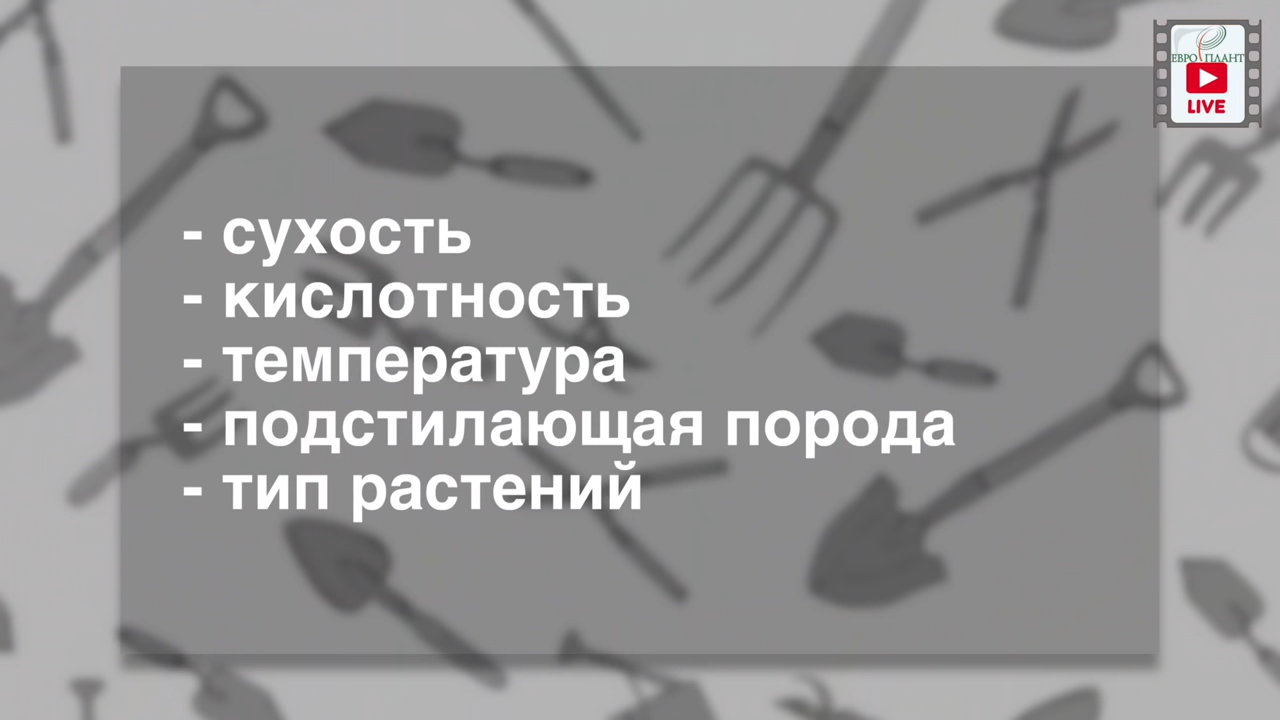 ЕВРО ПЛАНТ
LIVE
- сухость
- кислотность
- температура
- подстилающая порода
- тип растений